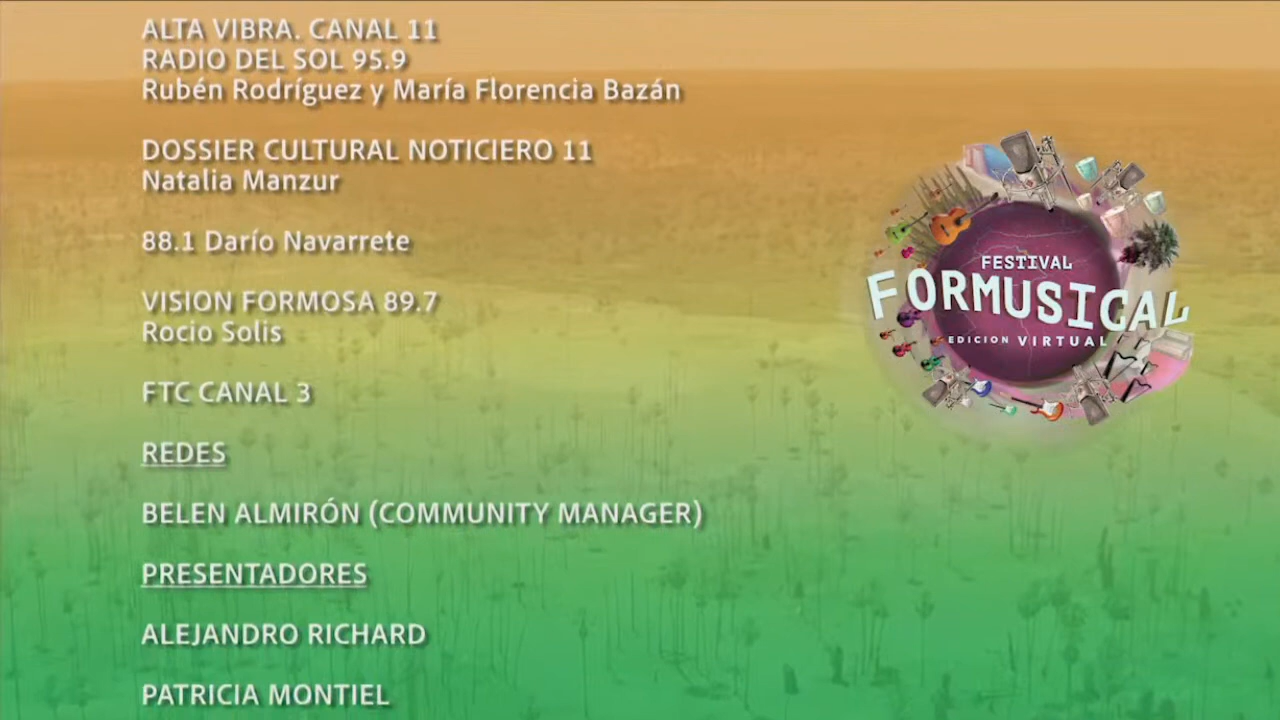 ALTA VIBRA. CANAL 11
RADIO DEL SOL 95.9
Rubén Rodríguez y María Florencia Bazán
DOSSIER CULTURAL NOTICIERO 11
Natalia Manzur
88.1 Darío Navarrete
VISION FORMOSA 89.7
Rocio Solis
FTC CANAL 3
REDES
BELEN ALMIRÓN (COMMUNITY MANAGER)
PRESENTADORES
ALEJANDRO RICHARD
PATRICIA MONTIEL
FESTIVAL
FORMUSICAL
EDICION VIRTUAL